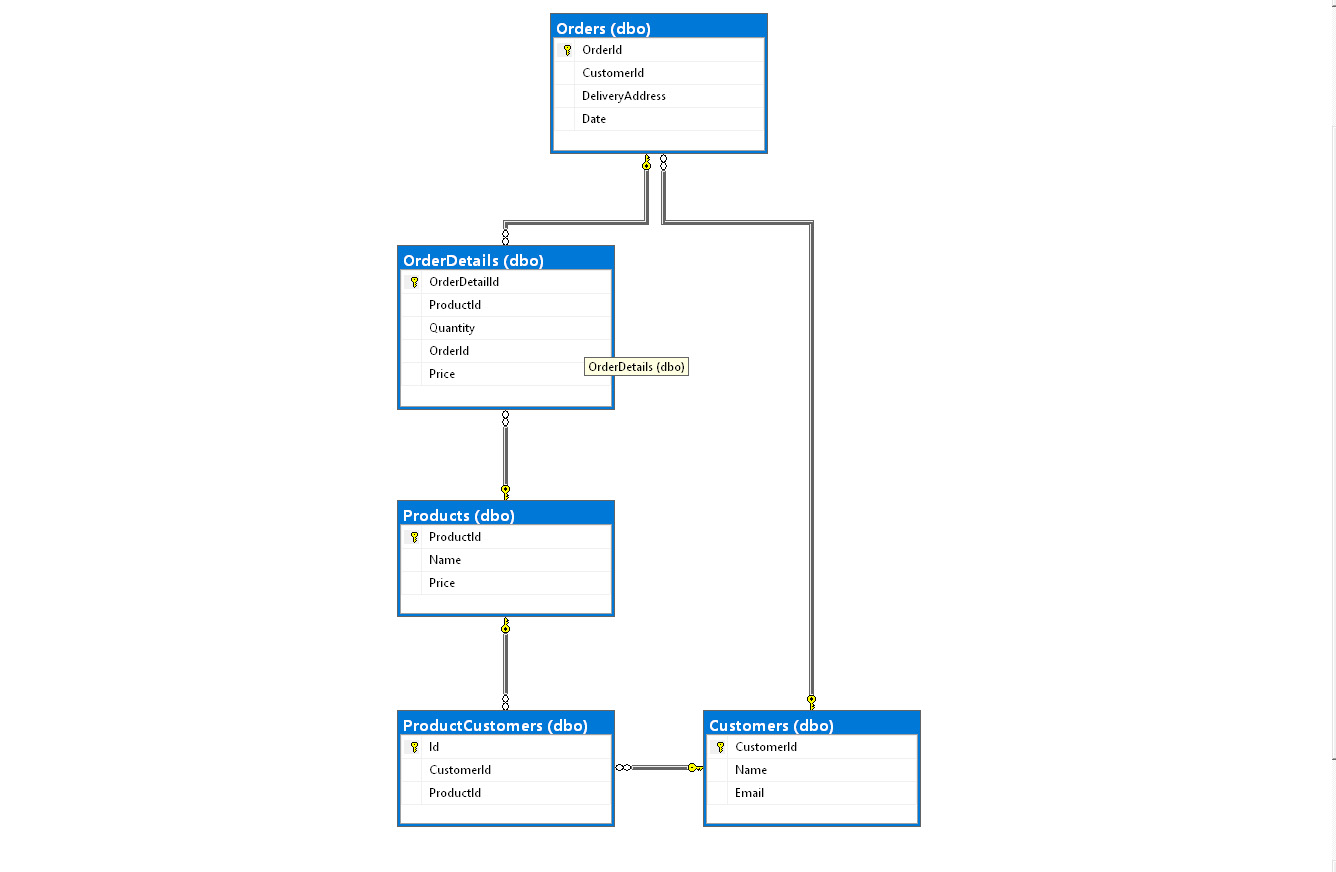 Orders (dbo)
OrderId
CustomerId
DeliveryAddress
Date
OrderDetails (dbo)
OrderDetailId
ProductId
Quantity
OrderId
Price
OrderDetails (dbo)
Products (dbo)
ProductId
Name
Price
ProductCustomers (dbo)
Id
CustomerId
ProductId
Customers (dbo)
CustomerId
Name
Email